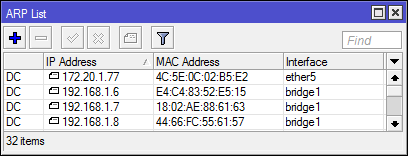 ARP List
Find
IP Address MAC Address Interface
DC 172.20.1.77 4C:5E:0C:02:B5:E2 ether5
DC 192.168.1.6 E4:C4:83:52:E5:15 bridge1
DC 192.168.1.7 18:02:AE:88:61:63 bridge1
DC 192.168.1.8 44:66:FC:55:61:57 bridge1
32 items